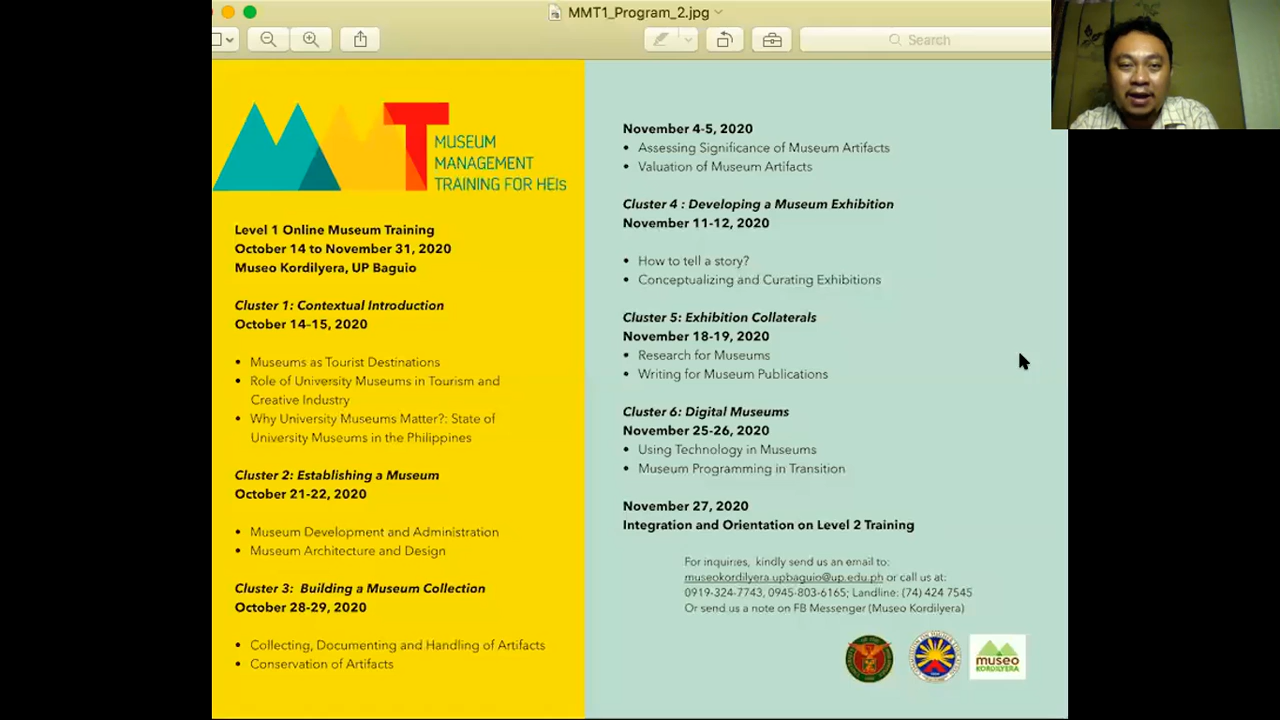 MMT1_Program_2.jpg
Search
MMT
MUSEUM
MANAGEMENT
TRAINING FOR HEIs
Level 1 Online Museum Training
October 14 to November 31, 2020
Museo Kordilyera, UP Baguio
Cluster 1: Contextual Introduction
October 14–15, 2020
• Museums as Tourist Destinations
• Role of University Museums in Tourism and
Creative Industry
• Why University Museums Matter?: State of
University Museums in the Philippines
Cluster 2: Establishing a Museum
October 21-22, 2020
• Museum Development and Administration
• Museum Architecture and Design
Cluster 3: Building a Museum Collection
October 28-29, 2020
• Collecting, Documenting and Handling of Artifacts
• Conservation of Artifacts
November 4-5, 2020
• Assessing Significance of Museum Artifacts
• Valuation of Museum Artifacts
Cluster 4 : Developing a Museum Exhibition
November 11-12, 2020
• How to tell a story?
• Conceptualizing and Curating Exhibitions
Cluster 5: Exhibition Collaterals
November 18-19, 2020
• Research for Museums
• Writing for Museum Publications
Cluster 6: Digital Museums
November 25-26, 2020
• Using Technology in Museums
• Museum Programming in Transition
November 27, 2020
Integration and Orientation on Level 2 Training
For inquiries, kindly send us an email to:
museokordilyera.upbaguio@up.edu.ph or call us at:
0919-324-7743, 0945-803-6165; Landline: (74) 424 7545
Or send us a note on FB Messenger (Museo Kordilyera)
museo
KORDILYERA